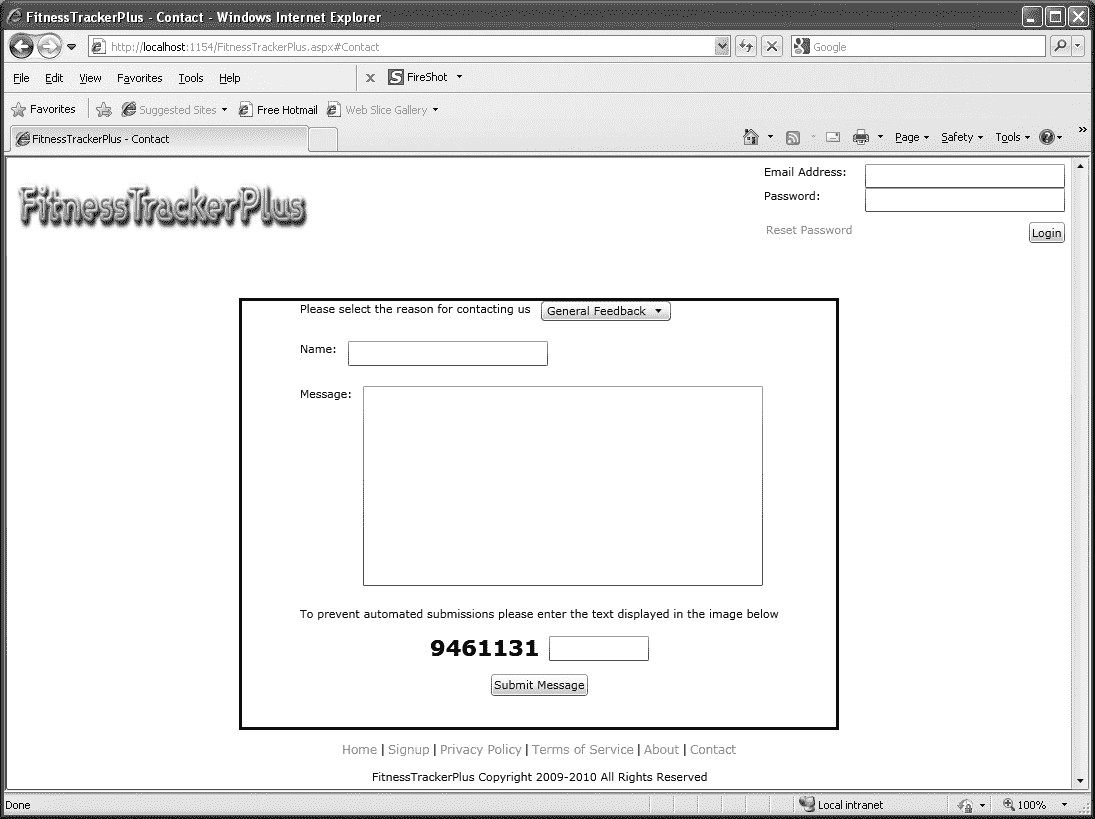 FitnessTrackerPlus - Contact - Windows Internet Explorer
http://localhost:1154/FitnessTrackerPlus.aspx#Contact
Google
File Edit View Favorites Tools Help
x S FireShot
Favorites Suggested Sites Free Hotmail Web Slice Gallery
FitnessTrackerPlus - Contact
Page Safety Tools »
FitnessTrackerPlus
Email Address:
Password:
Reset Password Login
Please select the reason for contacting us General Feedback
Name:
Message:
To prevent automated submissions please enter the text displayed in the image below
9461131
Submit Message
Home | Signup | Privacy Policy | Terms of Service | About | Contact
FitnessTrackerPlus Copyright 2009-2010 All Rights Reserved
Done Local intranet 100%